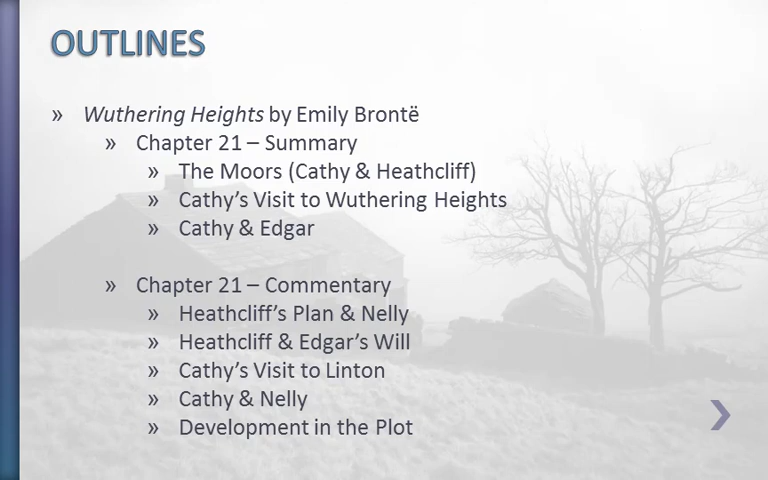 OUTLINES
» Wuthering Heights by Emily Brontë
» Chapter 21 – Summary
» The Moors (Cathy & Heathcliff)
» Cathy’s Visit to Wuthering Heights
» Cathy & Edgar
» Chapter 21 – Commentary
» Heathcliff’s Plan & Nelly
» Heathcliff & Edgar’s Will
» Cathy’s Visit to Linton
» Cathy & Nelly
» Development in the Plot